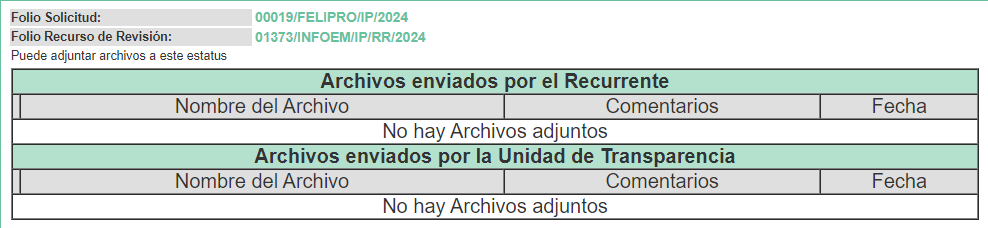 Folio Solicitud: 00019/FELIPRO/IP/2024
Folio Recurso de Revisión: 01373/INFOEM/IP/RR/2024
Puede adjuntar archivos a este estatus
Archivos enviados por el Recurrente
Nombre del Archivo Comentarios Fecha
No hay Archivos adjuntos
Archivos enviados por la Unidad de Transparencia
Nombre del Archivo Comentarios Fecha
No hay Archivos adjuntos